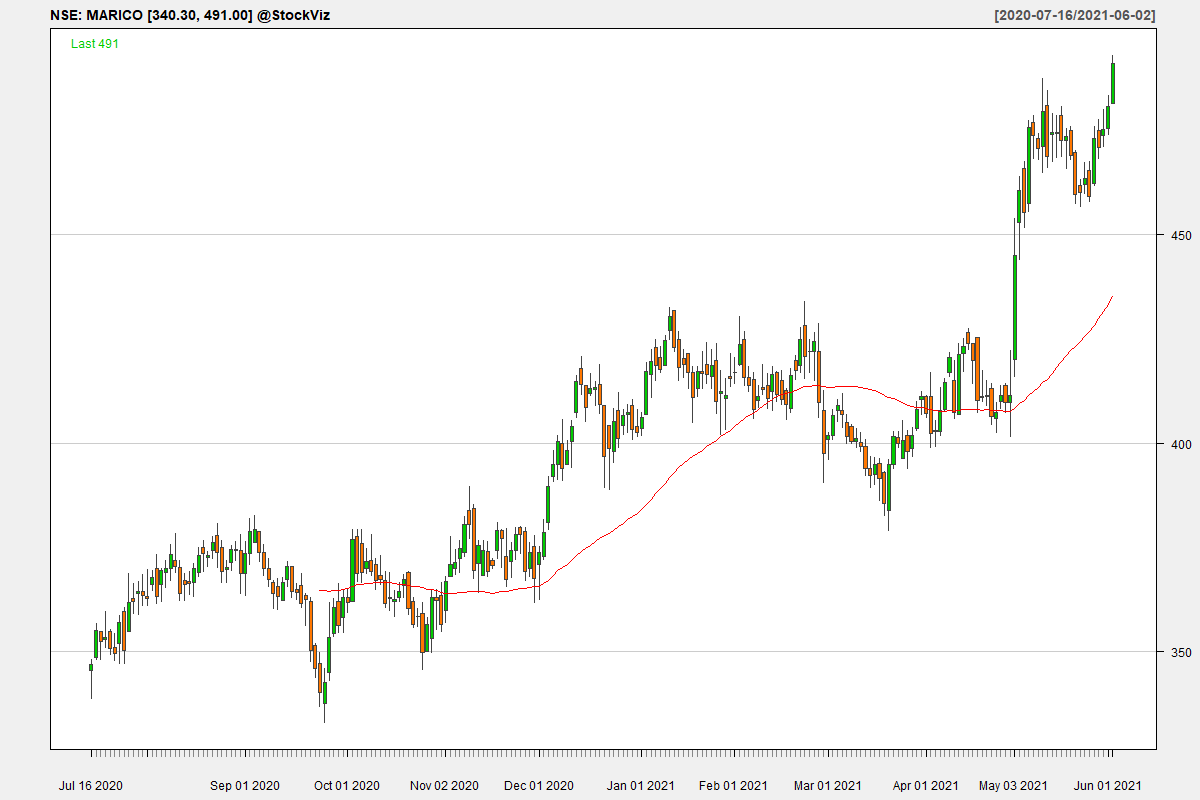 NSE: MARICO [340.30, 491.00] @StockViz [2020-07-16/2021-06-02]
Last 491
450
400
350
Jul 16 2020 Sep 01 2020 Oct 01 2020 Nov 02 2020 Dec 01 2020 Jan 01 2021 Feb 01 2021 Mar 01 2021 Apr 01 2021 May 03 2021 Jun 01 2021